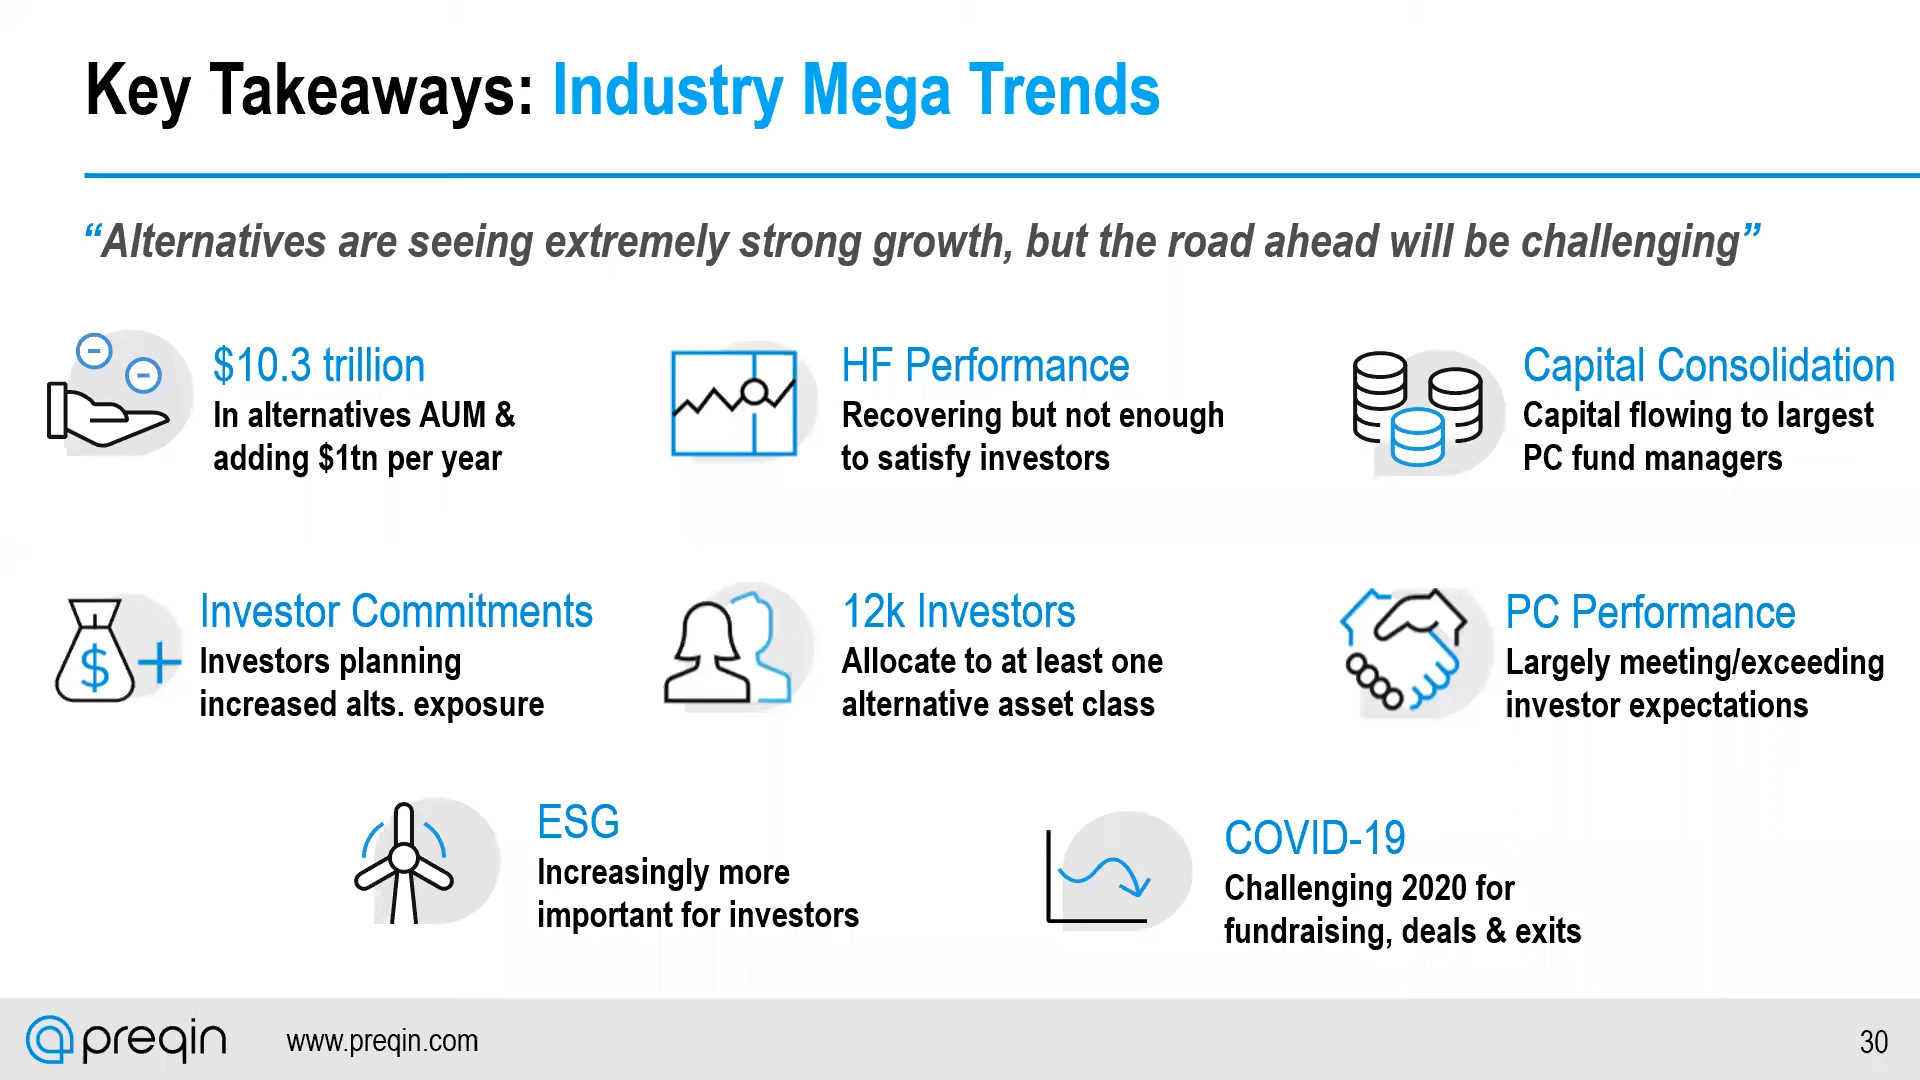 Key Takeaways: Industry Mega Trends
“Alternatives are seeing extremely strong growth, but the road ahead will be challenging”
$10.3 trillion
In alternatives AUM &
adding $1tn per year
HF Performance
Recovering but not enough
to satisfy investors
Capital Consolidation
Capital flowing to largest
PC fund managers
$
Investor Commitments
Investors planning
increased alts. exposure
12k Investors
Allocate to at least one
alternative asset class
PC Performance
Largely meeting/exceeding
investor expectations
ESG
Increasingly more
important for investors
COVID-19
Challenging 2020 for
fundraising, deals & exits
preqin
www.preqin.com
30